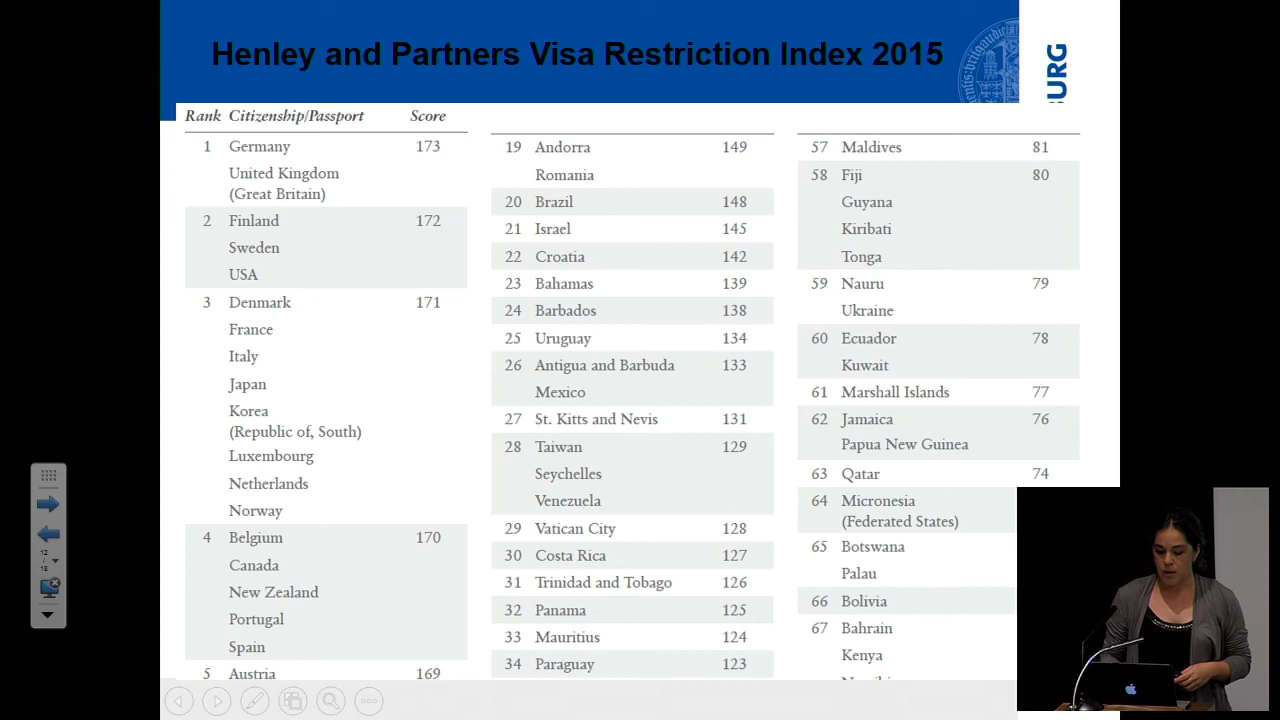 Henley and Partners Visa Restriction Index 2015
BURG
Rank Citizenship/Passport Score
1 Germany 173
United Kingdom
(Great Britain)
2 Finland 172
Sweden
USA
3 Denmark 171
France
Italy
Japan
Korea
(Republic of, South)
Luxembourg
Netherlands
Norway
4 Belgium 170
Canada
New Zealand
Portugal
Spain
5 Austria 169
19 Andorra 149
Romania
20 Brazil 148
21 Israel 145
22 Croatia 142
23 Bahamas 139
24 Barbados 138
25 Uruguay 134
26 Antigua and Barbuda 133
Mexico
27 St. Kitts and Nevis 131
28 Taiwan 129
Seychelles
Venezuela
29 Vatican City 128
30 Costa Rica 127
31 Trinidad and Tobago 126
32 Panama 125
33 Mauritius 124
34 Paraguay 123
57 Maldives 81
58 Fiji 80
Guyana
Kiribati
Tonga
59 Nauru 79
Ukraine
60 Ecuador 78
Kuwait
61 Marshall Islands 77
62 Jamaica 76
Papua New Guinea
63 Qatar 74
64 Micronesia
(Federated States)
65 Botswana
Palau
66 Bolivia
67 Bahrain
Kenya
12
/
18